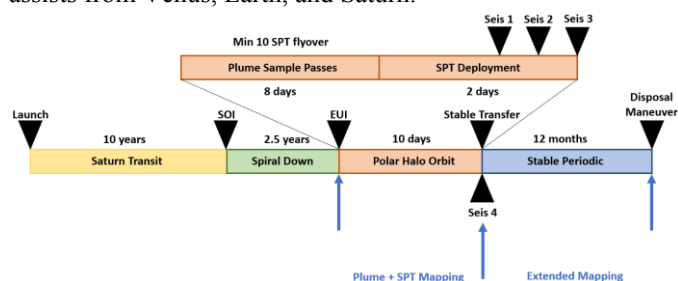 assists from Venus, Earth, and Saturn.
Seis 1 Seis 2 Seis 3
Min 10 SPT flyover
Plume Sample Passes SPT Deployment
8 days 2 days
Disposal
Maneuver
Launch SOI EUI Stable Transfer
10 years 2.5 years 10 days 12 months
Saturn Transit Spiral Down Polar Halo Orbit Stable Periodic
Seis 4
Plume + SPT Mapping Extended Mapping